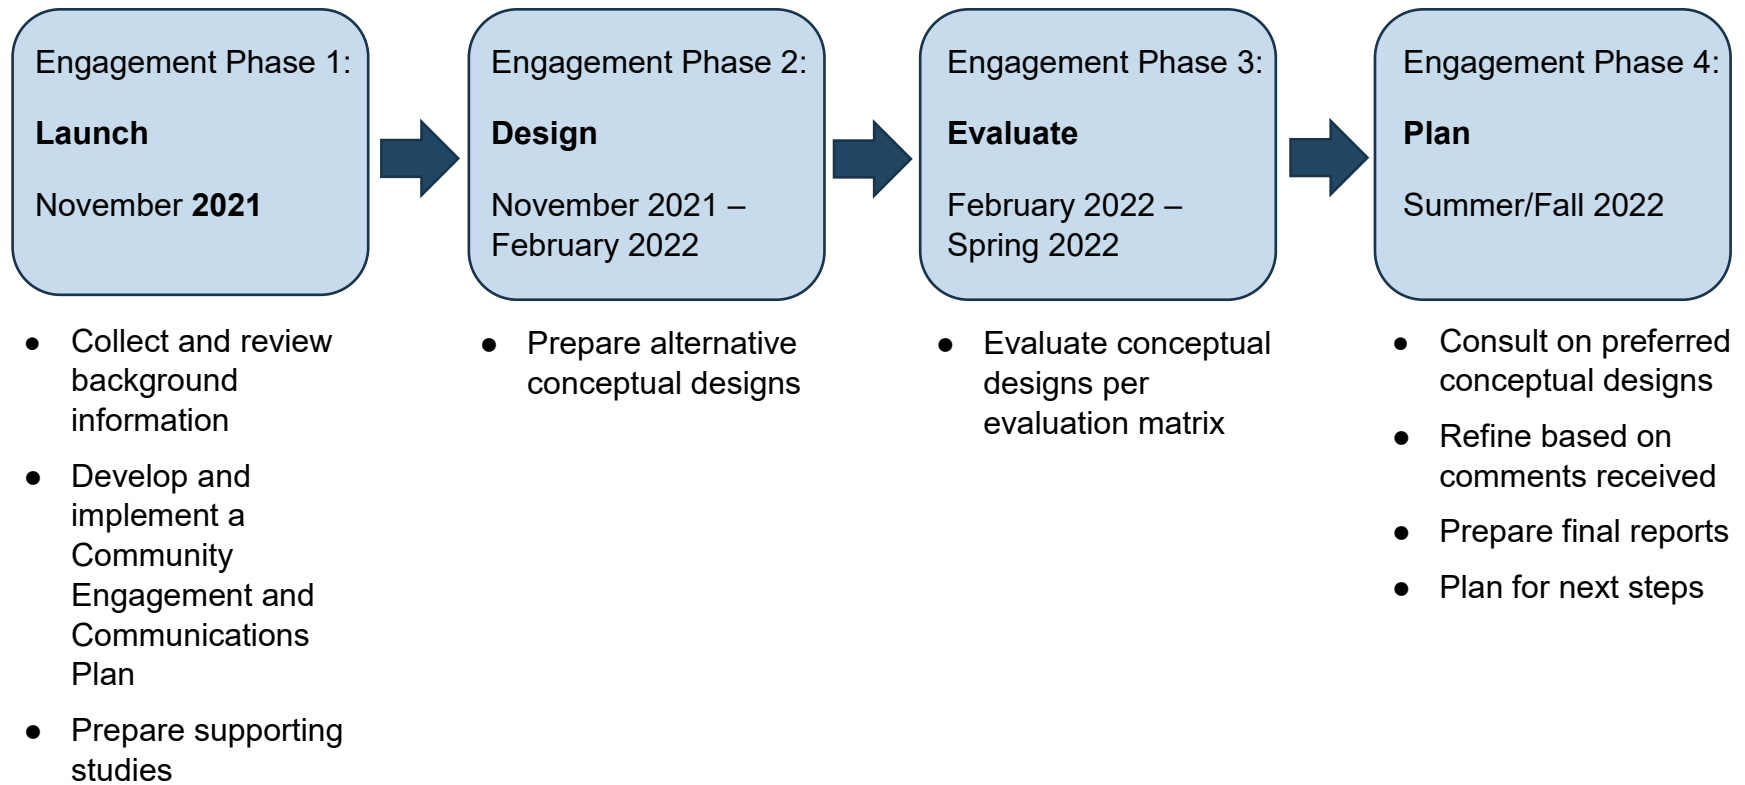 Engagement Phase 1:
Launch
November 2021
● Collect and review
background
information
● Develop and
implement a
Community
Engagement and
Communications
Plan
● Prepare supporting
studies
Engagement Phase 2:
Design
November 2021 –
February 2022
● Prepare alternative
conceptual designs
Engagement Phase 3:
Evaluate
February 2022 –
Spring 2022
● Evaluate conceptual
designs per
evaluation matrix
Engagement Phase 4:
Plan
Summer/Fall 2022
● Consult on preferred
conceptual designs
● Refine based on
comments received
● Prepare final reports
● Plan for next steps